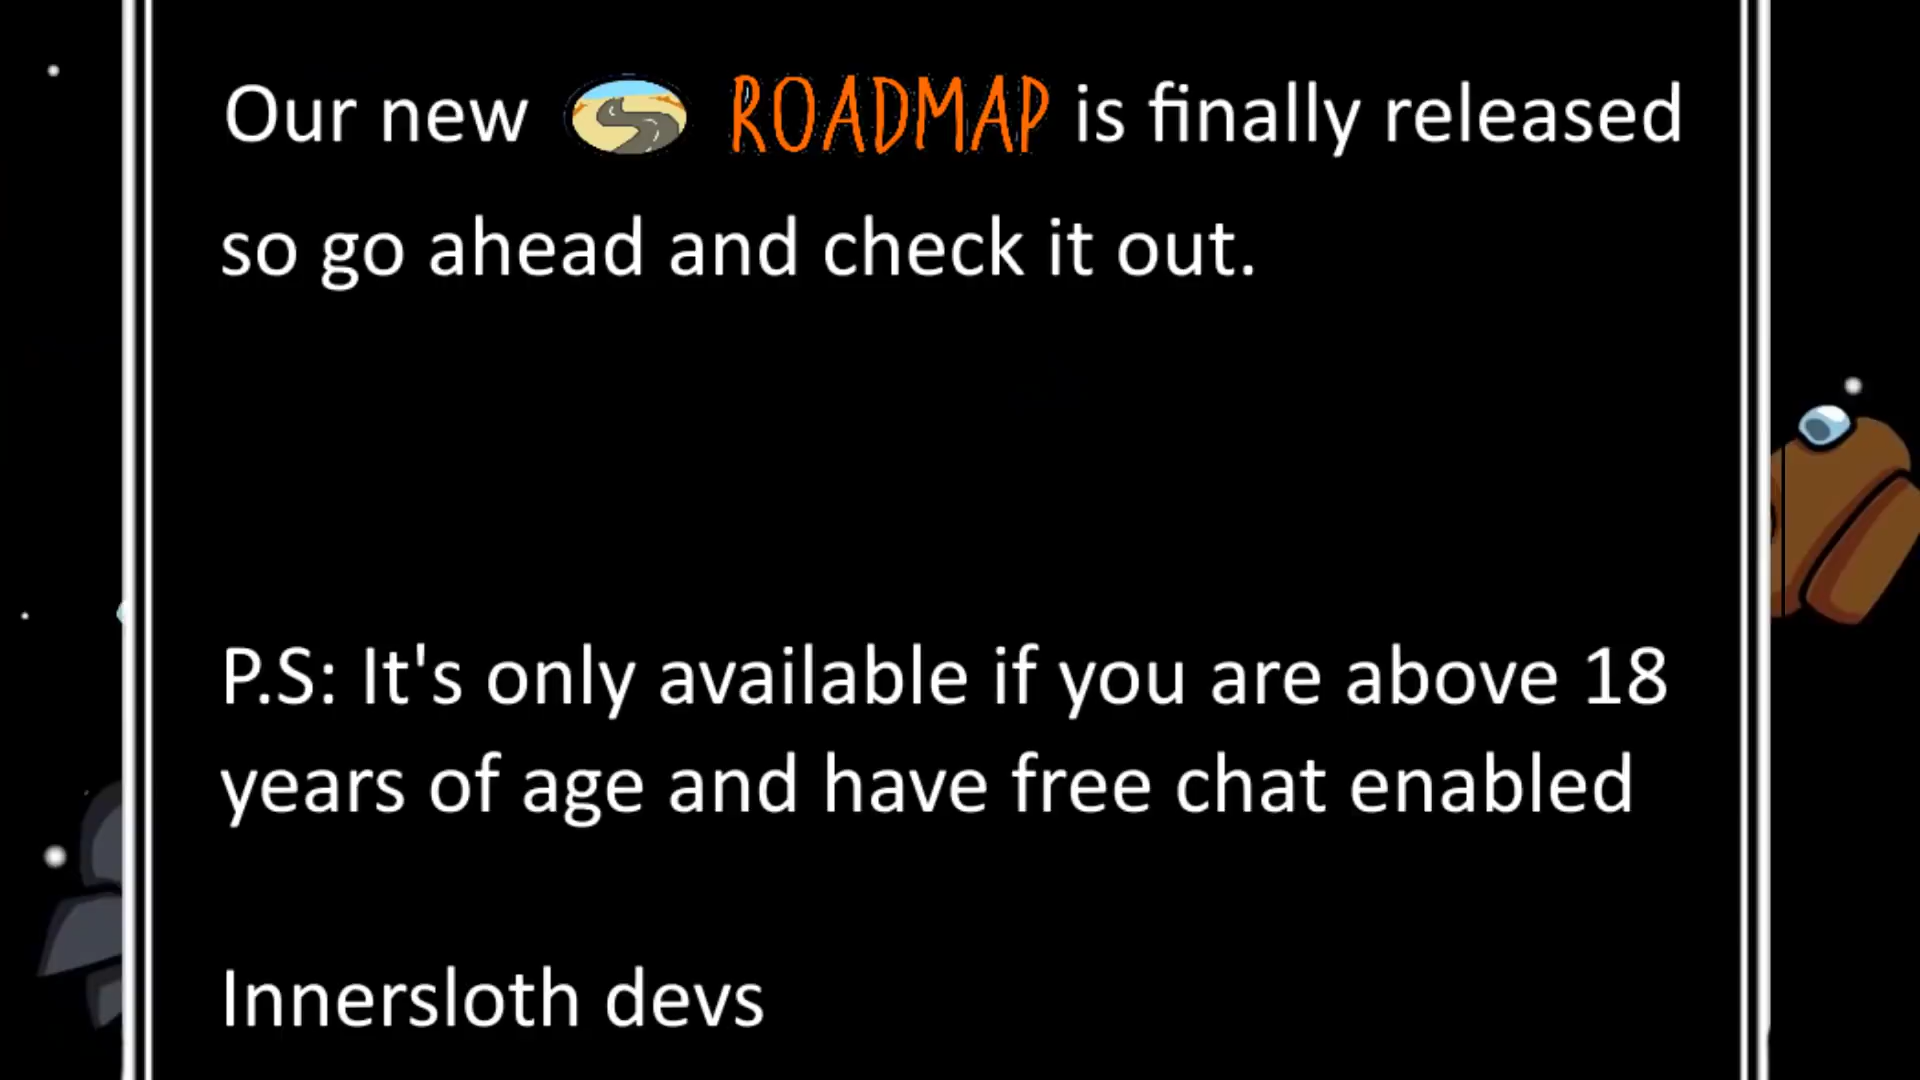 Our new ROADMAP is finally released
so go ahead and check it out.
P.S: It's only available if you are above 18
years of age and have free chat enabled
Innersloth devs